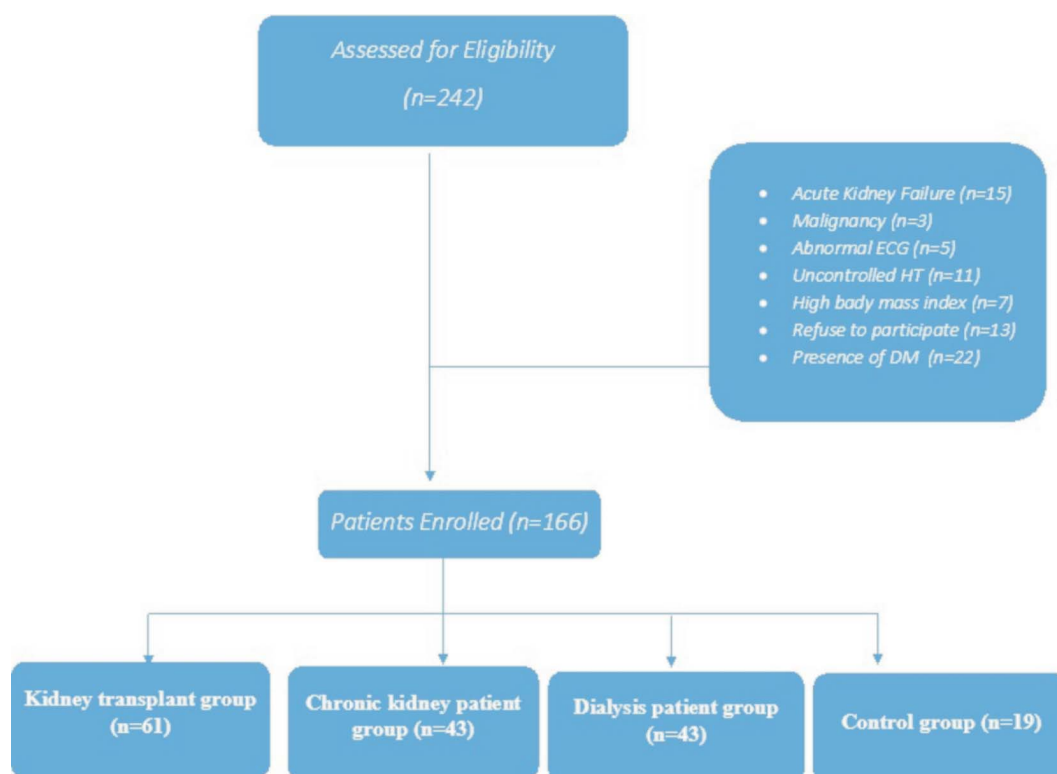 Assessed for Eligibility
(n=242)
• Acute Kidney Failure (n=15)
• Malignancy (n=3)
• Abnormal ECG (n=5)
• Uncontrolled HT (n=11)
• High bady mass index (n=7)
• Refuse to participate (n=13)
• Presence of DM (n=22)
Patients Enrolled (n=166)
Kidney transplant group
(n=61)
Chronic kidney patient
group (n=43)
Dialysis patient group
(n=43)
Control group (n=19)